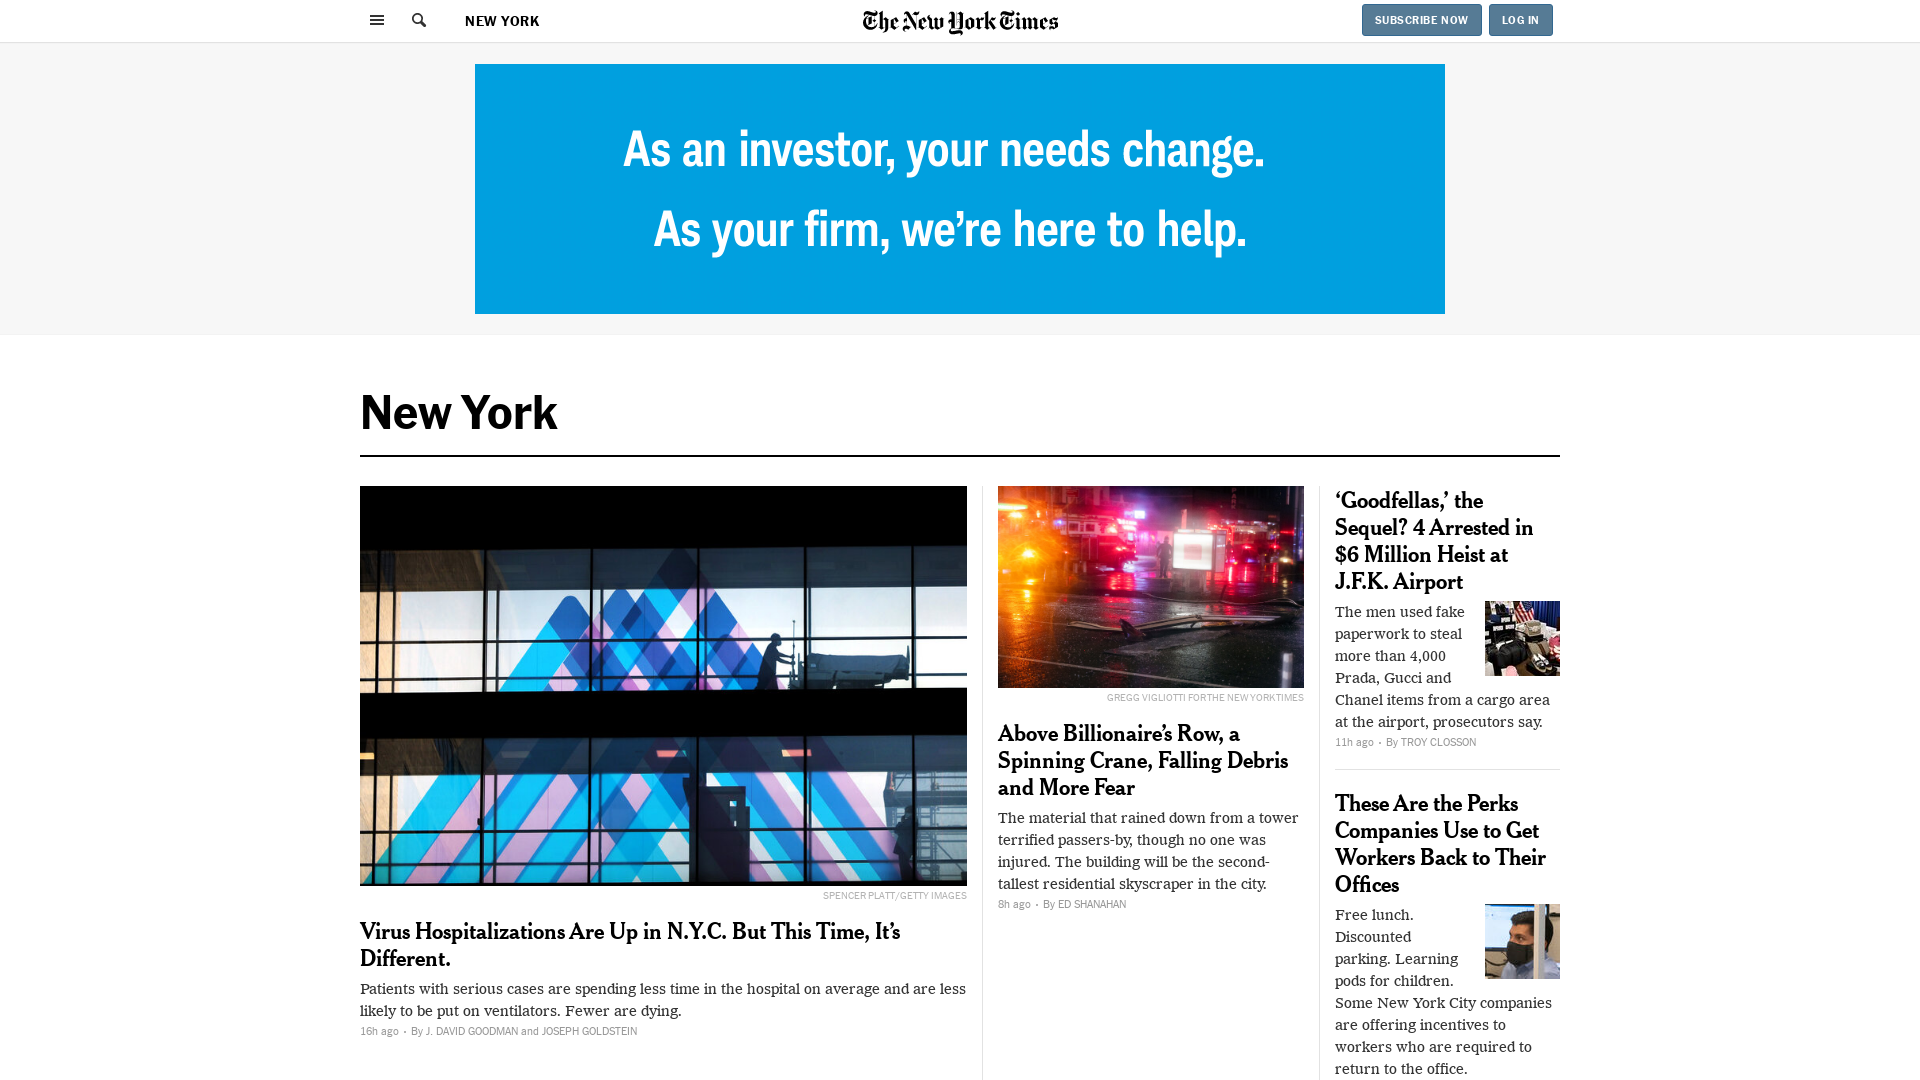 NEW YORK
The New York Times
SUBSCRIBE NOW
LOG IN
As an investor, your needs change.
As your firm, we're here to help.
New York
SPENCER PLATT/GETTY IMAGES
Virus Hospitalizations Are Up in N.Y.C. But This Time, It’s
Different.
Patients with serious cases are spending less time in the hospital on average and are less
likely to be put on ventilators. Fewer are dying.
16h ago • By J. DAVID GOODMAN and JOSEPH GOLDSTEIN
GREGG VIGLIOTTI FOR THE NEW YORK TIMES
Above Billionaire’s Row, a
Spinning Crane, Falling Debris
and More Fear
The material that rained down from a tower
terrified passers-by, though no one was
injured. The building will be the second-
tallest residential skyscraper in the city.
8h ago • By ED SHANAHAN
‘Goodfellas,’ the
Sequel? 4 Arrested in
$6 Million Heist at
J.F.K. Airport
The men used fake
paperwork to steal
more than 4,000
Prada, Gucci and
Chanel items from a cargo area
at the airport, prosecutors say.
11h ago • By TROY CLOSSON
These Are the Perks
Companies Use to Get
Workers Back to Their
Offices
Free lunch.
Discounted
parking. Learning
pods for children.
Some New York City companies
are offering incentives to
workers who are required to
return to the office.